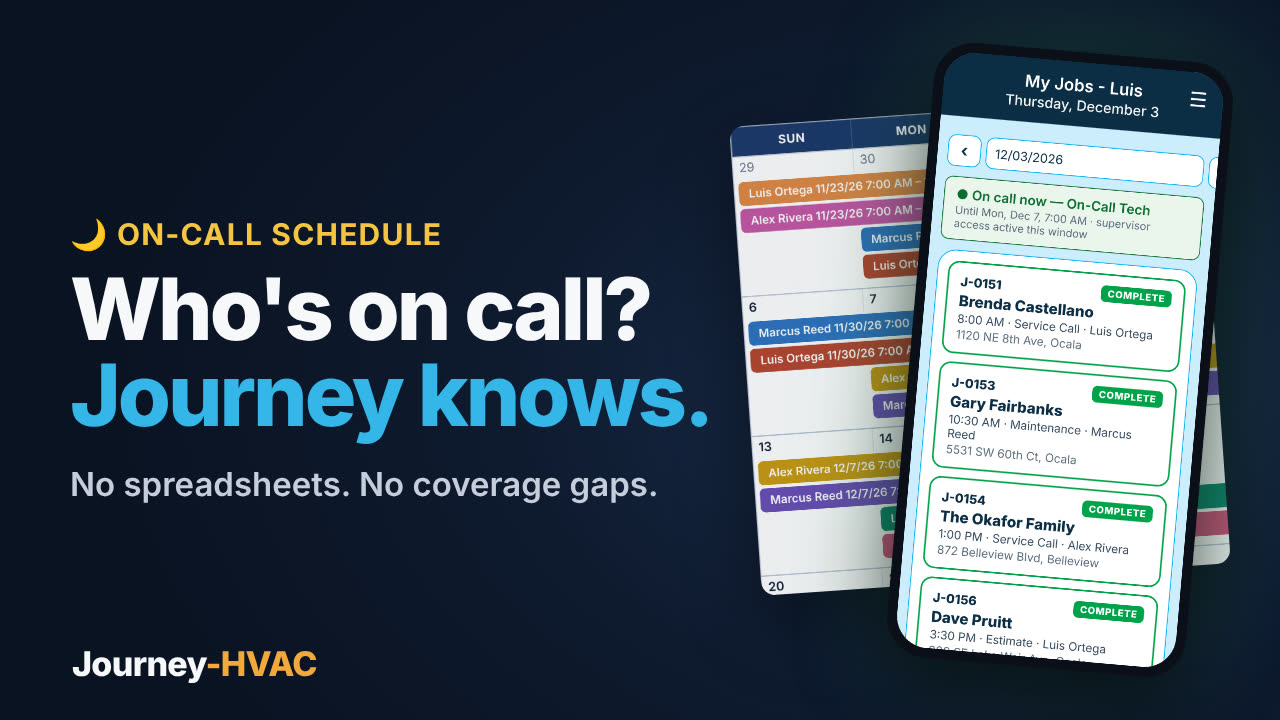 🌙 ON-CALL SCHEDULE
Who's on call?
Journey knows.
No spreadsheets. No coverage gaps.
Journey-HVAC
SUN MON
29 30
Luis Ortega 11/23/26 7:00 AM –
Alex Rivera 11/23/26 7:00 AM –
Marcus R
Luis Orte
6 7
Marcus Reed 11/30/26 7:00
Luis Ortega 11/30/26 7:00 A
Alex
Mar
13 14
Alex Rivera 12/7/26 7:00
Marcus Reed 12/7/26 7
20
My Jobs - Luis
Thursday, December 3
12/03/2026
On call now — On-Call Tech
Until Mon, Dec 7, 7:00 AM · supervisor
access active this window
J-0151
COMPLETE
Brenda Castellano
8:00 AM · Service Call · Luis Ortega
1120 NE 8th Ave, Ocala
J-0153
COMPLETE
Gary Fairbanks
10:30 AM · Maintenance · Marcus
Reed
5531 SW 60th Ct, Ocala
J-0154
COMPLETE
The Okafor Family
1:00 PM · Service Call · Alex Rivera
872 Belleview Blvd, Belleview
J-0156
COMPLETE
Dave Pruitt
3:30 PM · Estimate · Luis Ortega